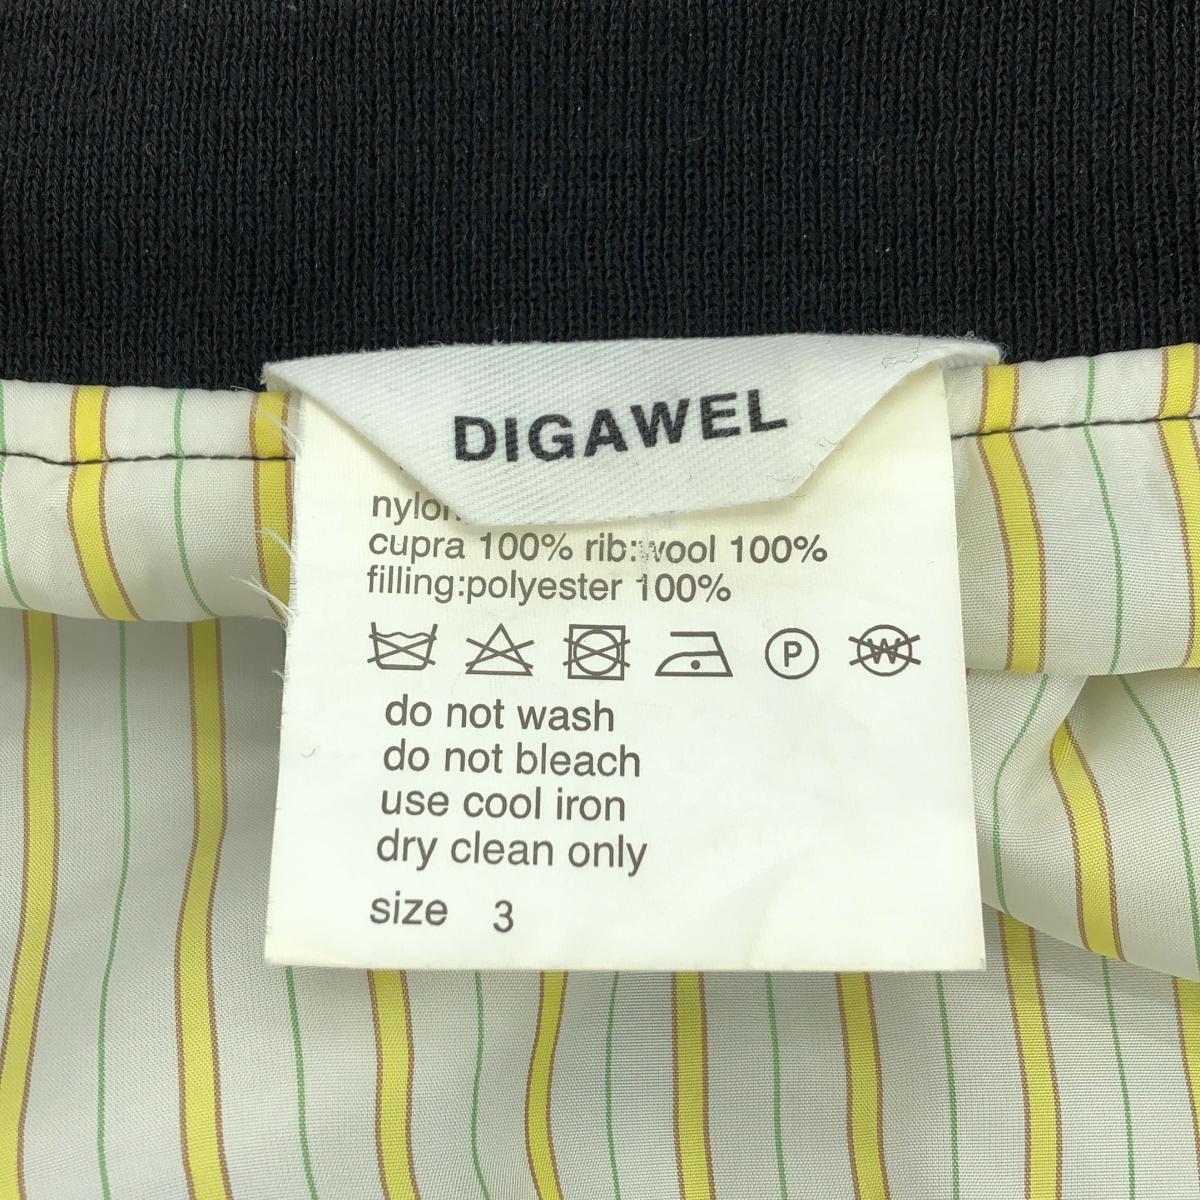 DIGAWEL
cupra 100% rib:wool 100%
filling:polyester 100%
P W
do not wash
do not bleach
use cool iron
dry clean only
size 3